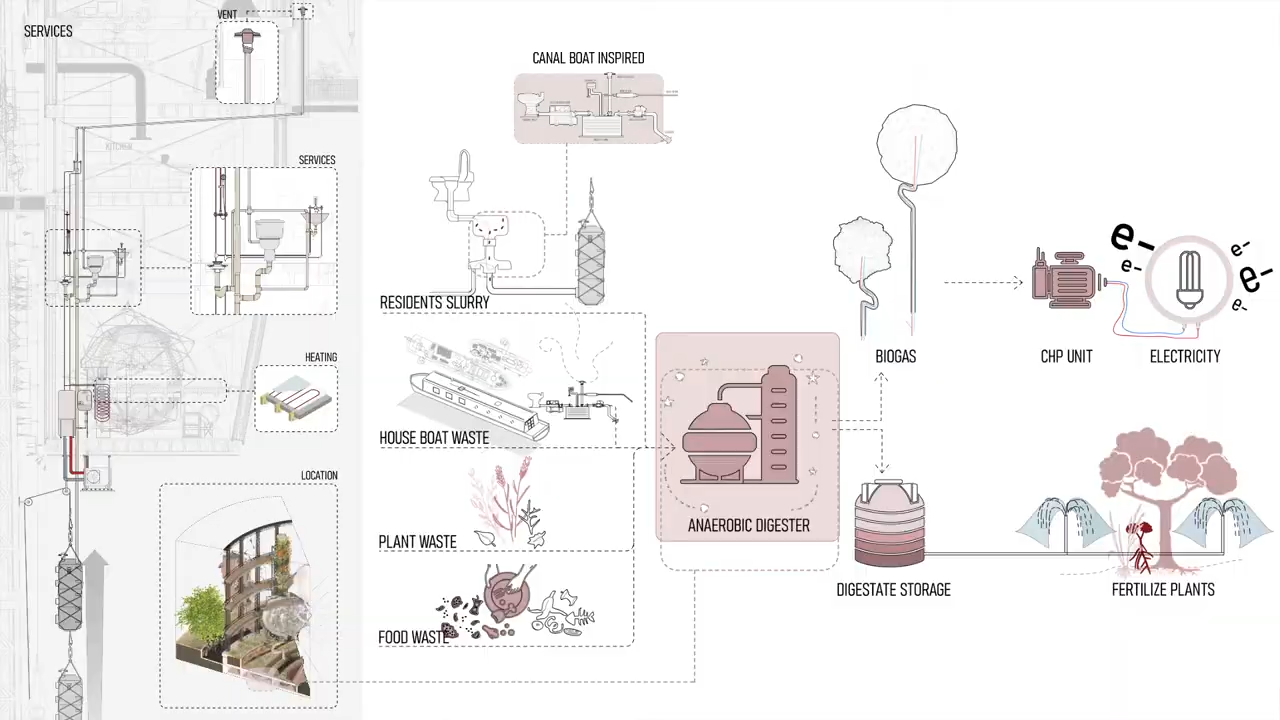 SERVICES
VENT
KITCHEN
SERVICES
HEATING
LOCATION
CANAL BOAT INSPIRED
RESIDENTS SLURRY
HOUSE BOAT WASTE
PLANT WASTE
FOOD WASTE
ANAEROBIC DIGESTER
BIOGAS
CHP UNIT
ELECTRICITY
e-
e-
e-
e-
e-
DIGESTATE STORAGE
FERTILIZE PLANTS